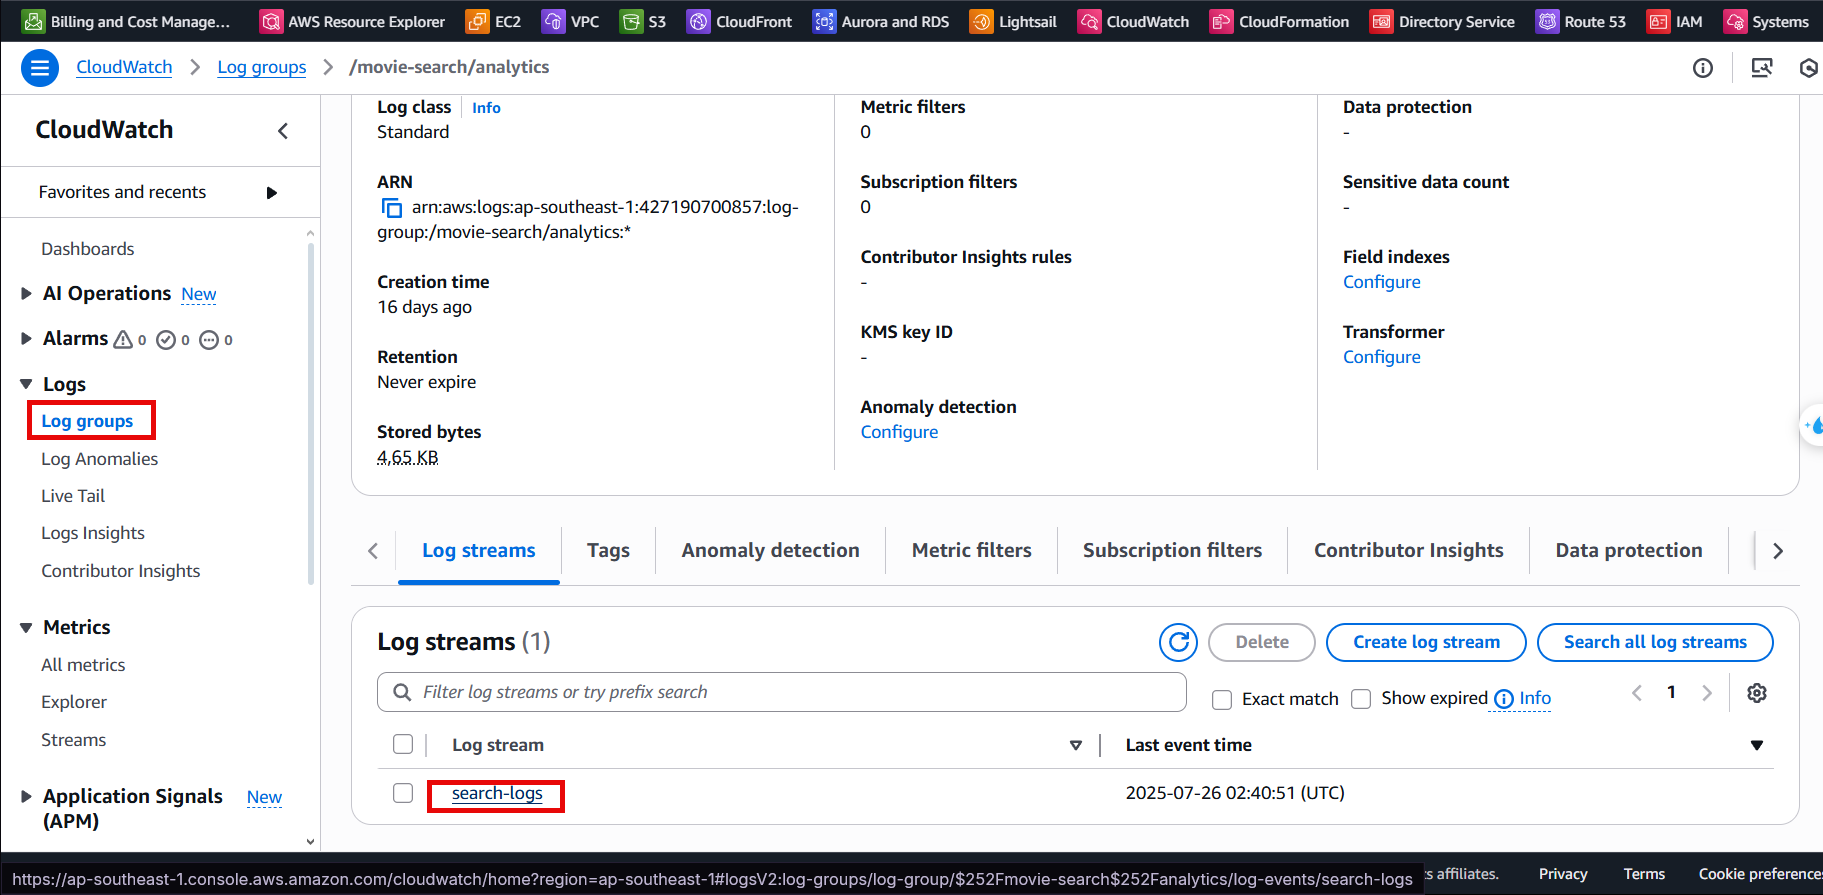 Billing and Cost Manage... AWS Resource Explorer EC2 VPC S3 CloudFront Aurora and RDS Lightsail CloudWatch CloudFormation Directory Service Route 53 IAM Systems
CloudWatch Log groups /movie-search/analytics
CloudWatch
Favorites and recents
Dashboards
AI Operations New
Alarms 0 0 0
Logs
Log groups
Log Anomalies
Live Tail
Logs Insights
Contributor Insights
Metrics
All metrics
Explorer
Streams
Application Signals New
(APM)
Log class Info
Standard
ARN
arn:aws:logs:ap-southeast-1:427190700857:log-
group:/movie-search/analytics:*
Creation time
16 days ago
Retention
Never expire
Stored bytes
4,65 KB
Metric filters
0
Subscription filters
0
Contributor Insights rules
-
KMS key ID
-
Anomaly detection
Configure
Data protection
-
Sensitive data count
-
Field indexes
Configure
Transformer
Configure
Log streams Tags Anomaly detection Metric filters Subscription filters Contributor Insights Data protection
Log streams (1)
Delete Create log stream Search all log streams
Filter log streams or try prefix search Exact match Show expired Info 1
Log stream Last event time
search-logs 2025-07-26 02:40:51 (UTC)
https://ap-southeast-1.console.aws.amazon.com/cloudwatch/home?region=ap-southeast-1#logsV2:log-groups/log-group/$252Fmovie-search$252Fanalytics/log-events/search-logs
affiliates. Privacy Terms Cookie preferences